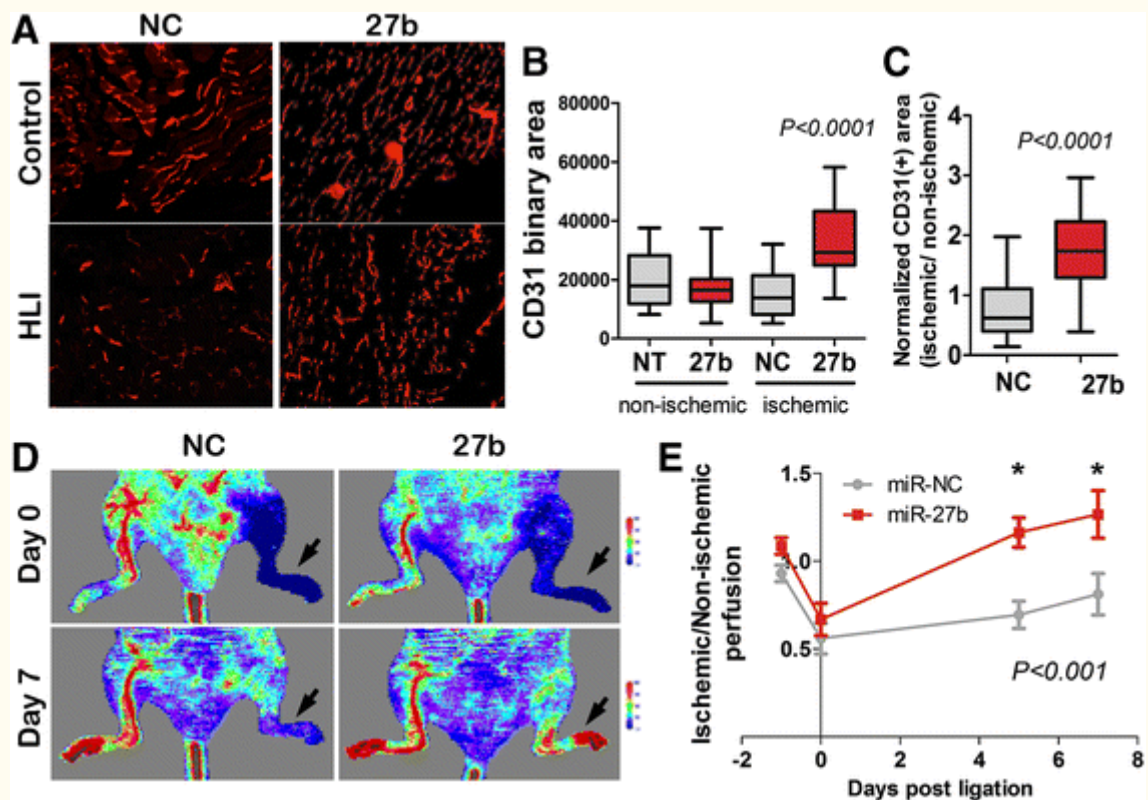 A
NC
27b
Control
HLI
B
CD31 binary area
80000
60000
40000
20000
0
P<0.0001
NT
27b
NC
27b
non-ischemic
ischemic
C
Normalized CD31(+) area
(ischemic/ non-ischemic)
4
3
2
1
0
P<0.0001
NC
27b
D
NC
27b
Day 0
Day 7
E
Ischemic/Non-ischemic
perfusion
1.5
.0
0.5
miR-NC
miR-27b
*
*
P<0.001
-2
0
2
4
6
8
Days post ligation